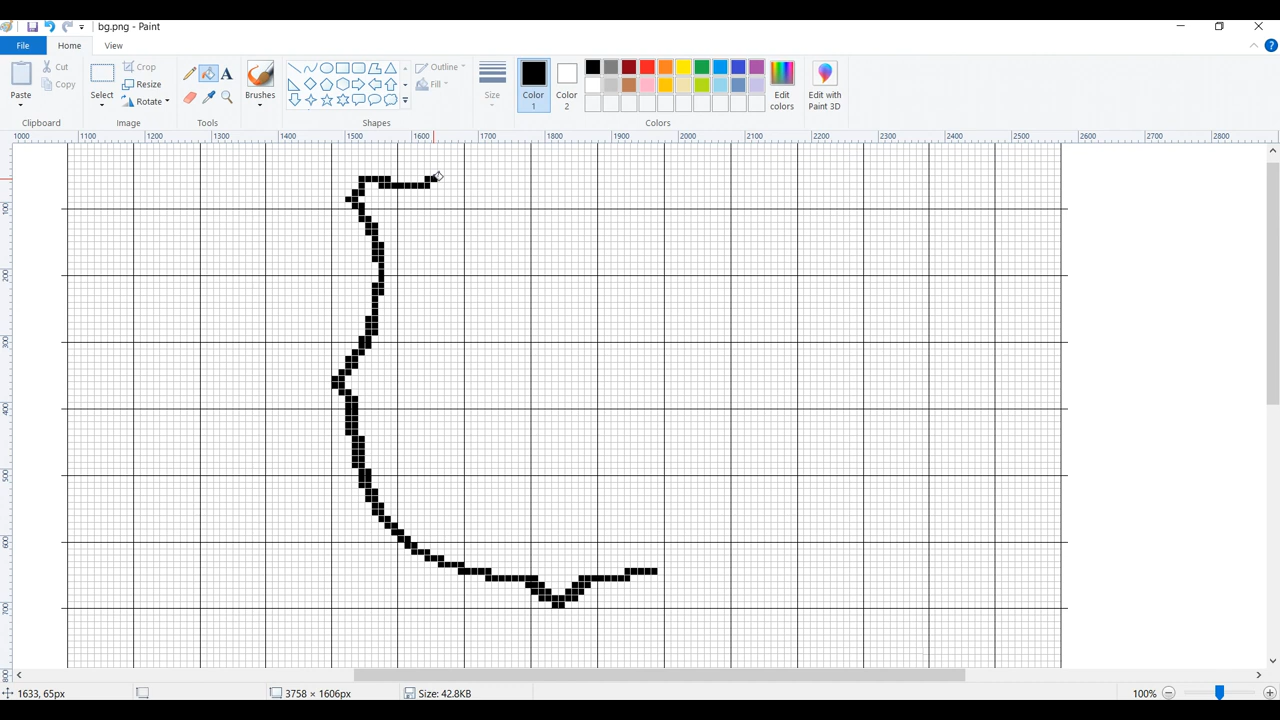 bg.png - Paint
File Home View
Paste
Cut
Copy
Clipboard
Select
Crop
Resize
Rotate
Image
A
Tools
Brushes
Outline
Fill
Shapes
Size
Color 1
Color 2
Edit colors
Colors
Edit with Paint 3D
1000 1100 1200 1300 1400 1500 1600 1700 1800 1900 2000 2100 2200 2300 2400 2500 2600 2700 2800
100
200
300
400
500
600
700
800
1633, 65px
3758 × 1606px
Size: 42.8KB
100%